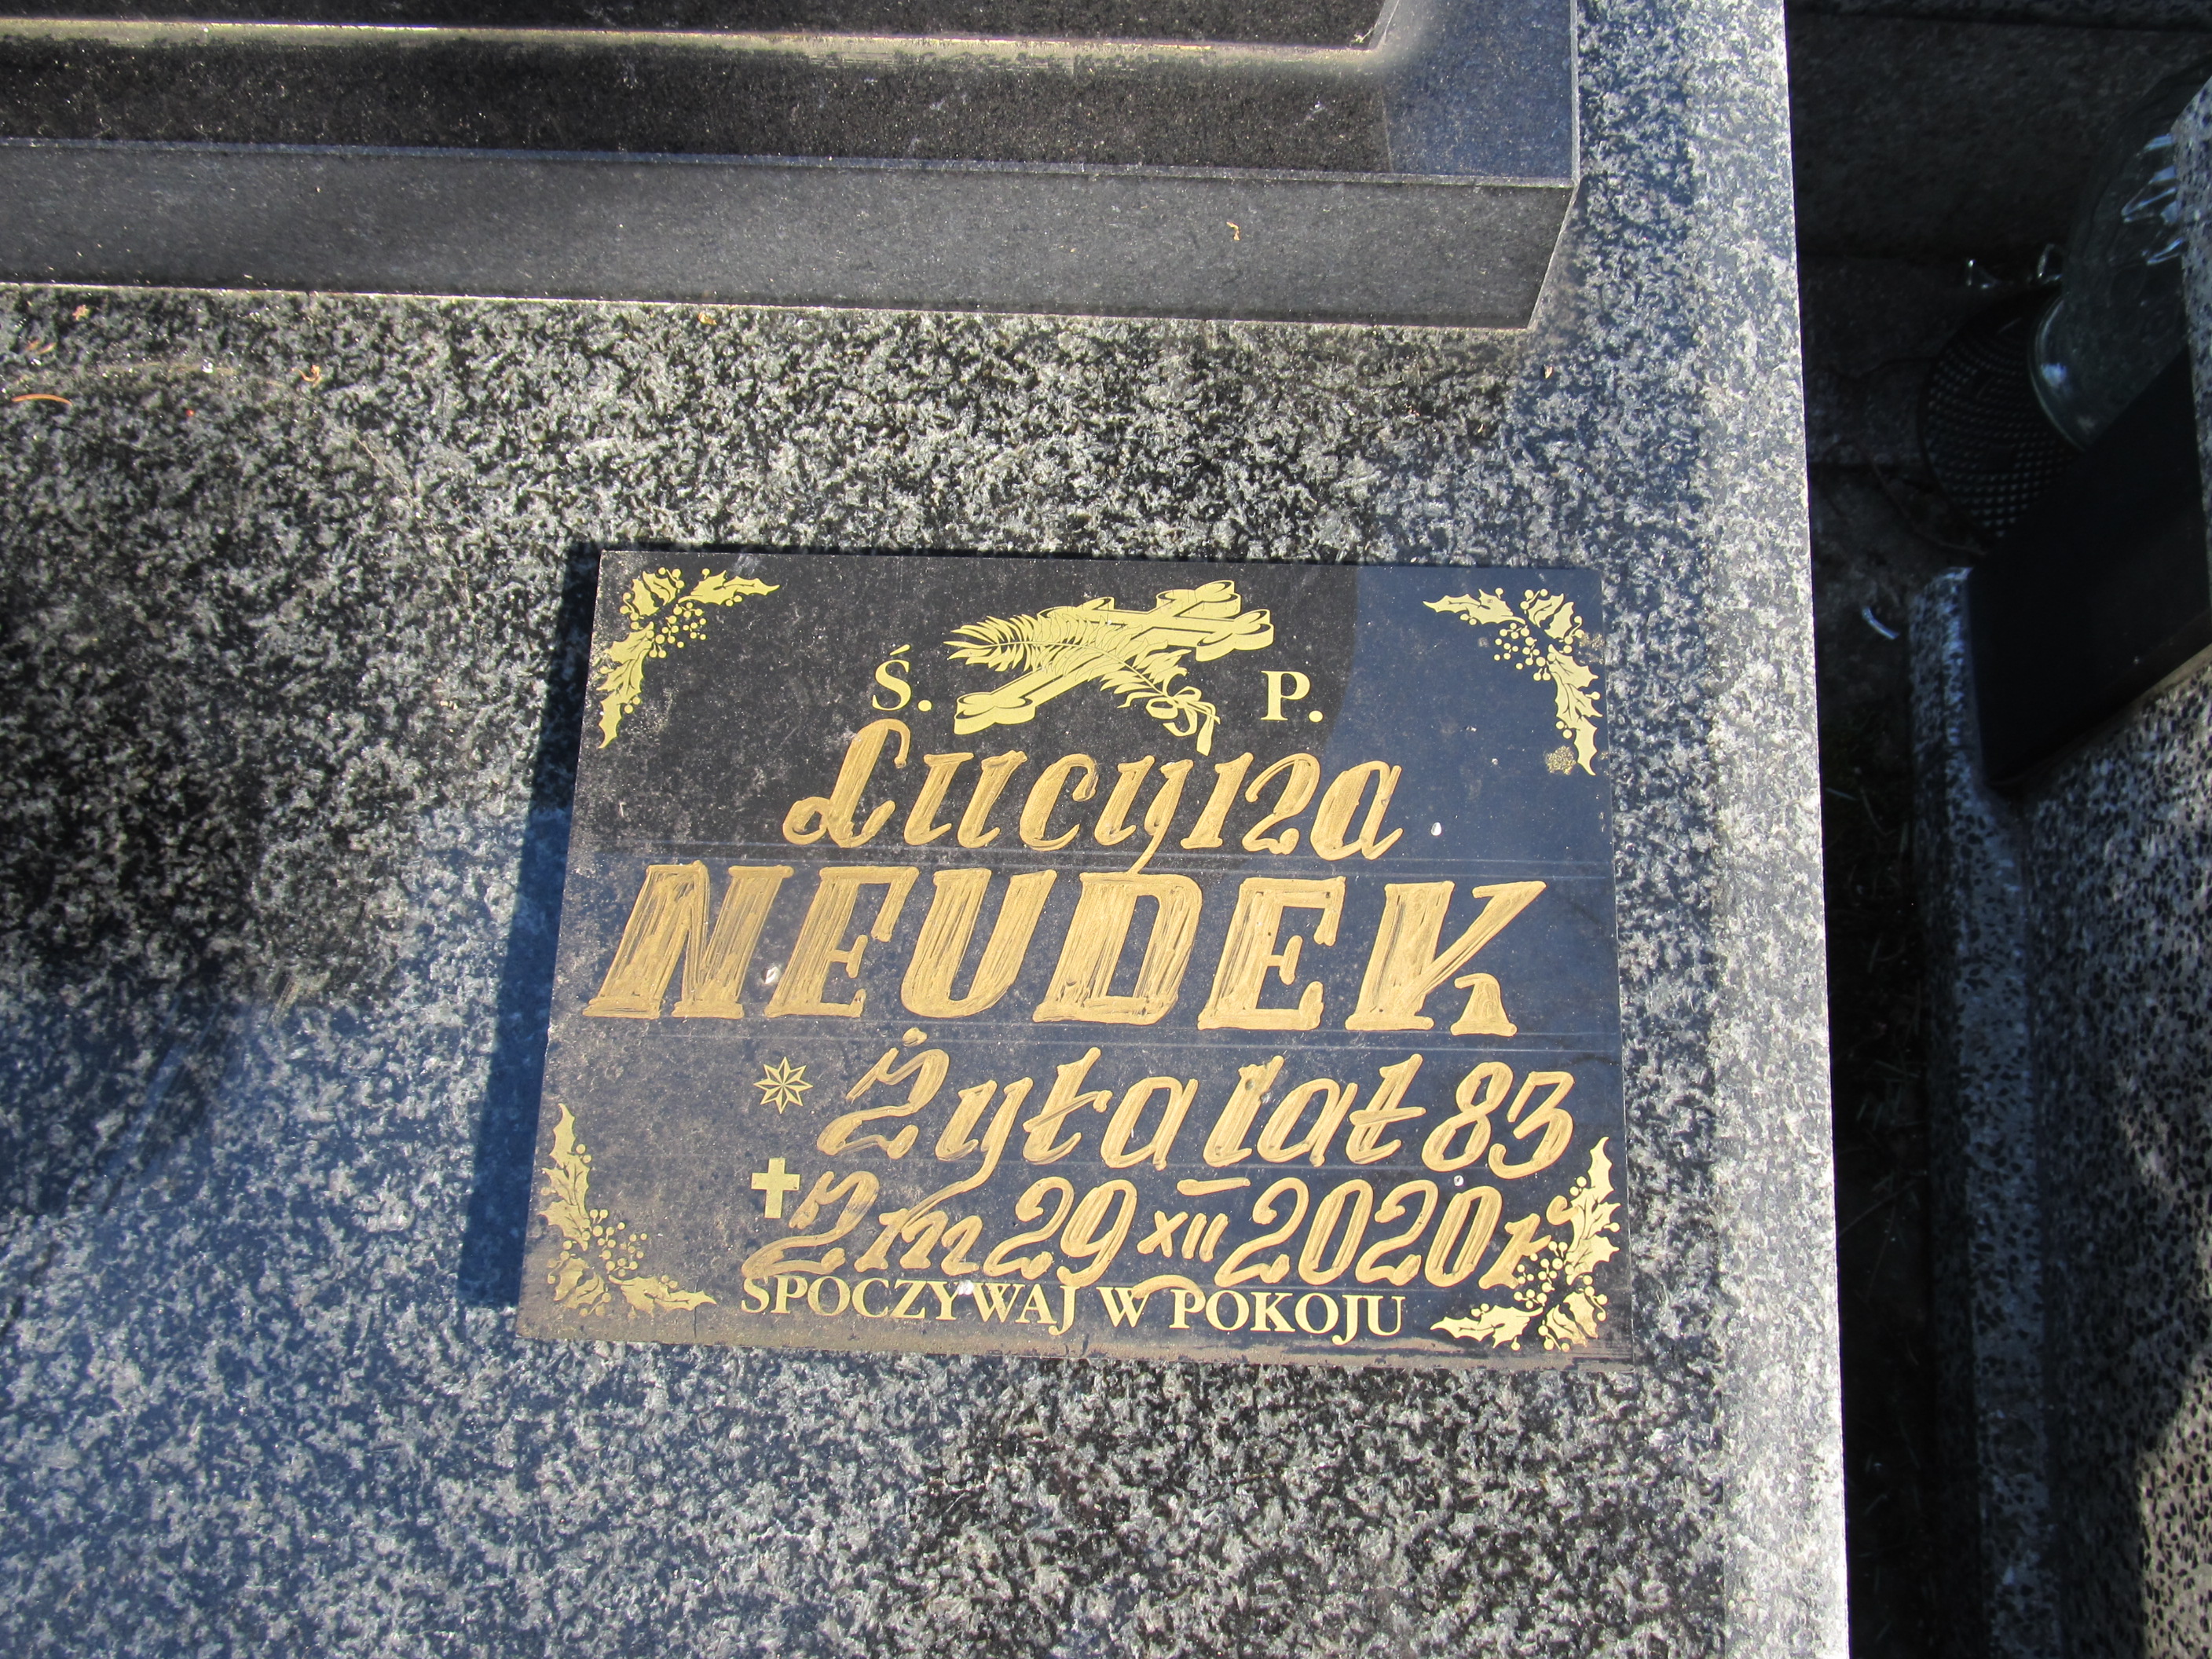 Ś. P.
Lucyna
NEUDEK
Żyła lat 83
Zm 29 XII 2020 r
SPOCZYWAJ W POKOJU